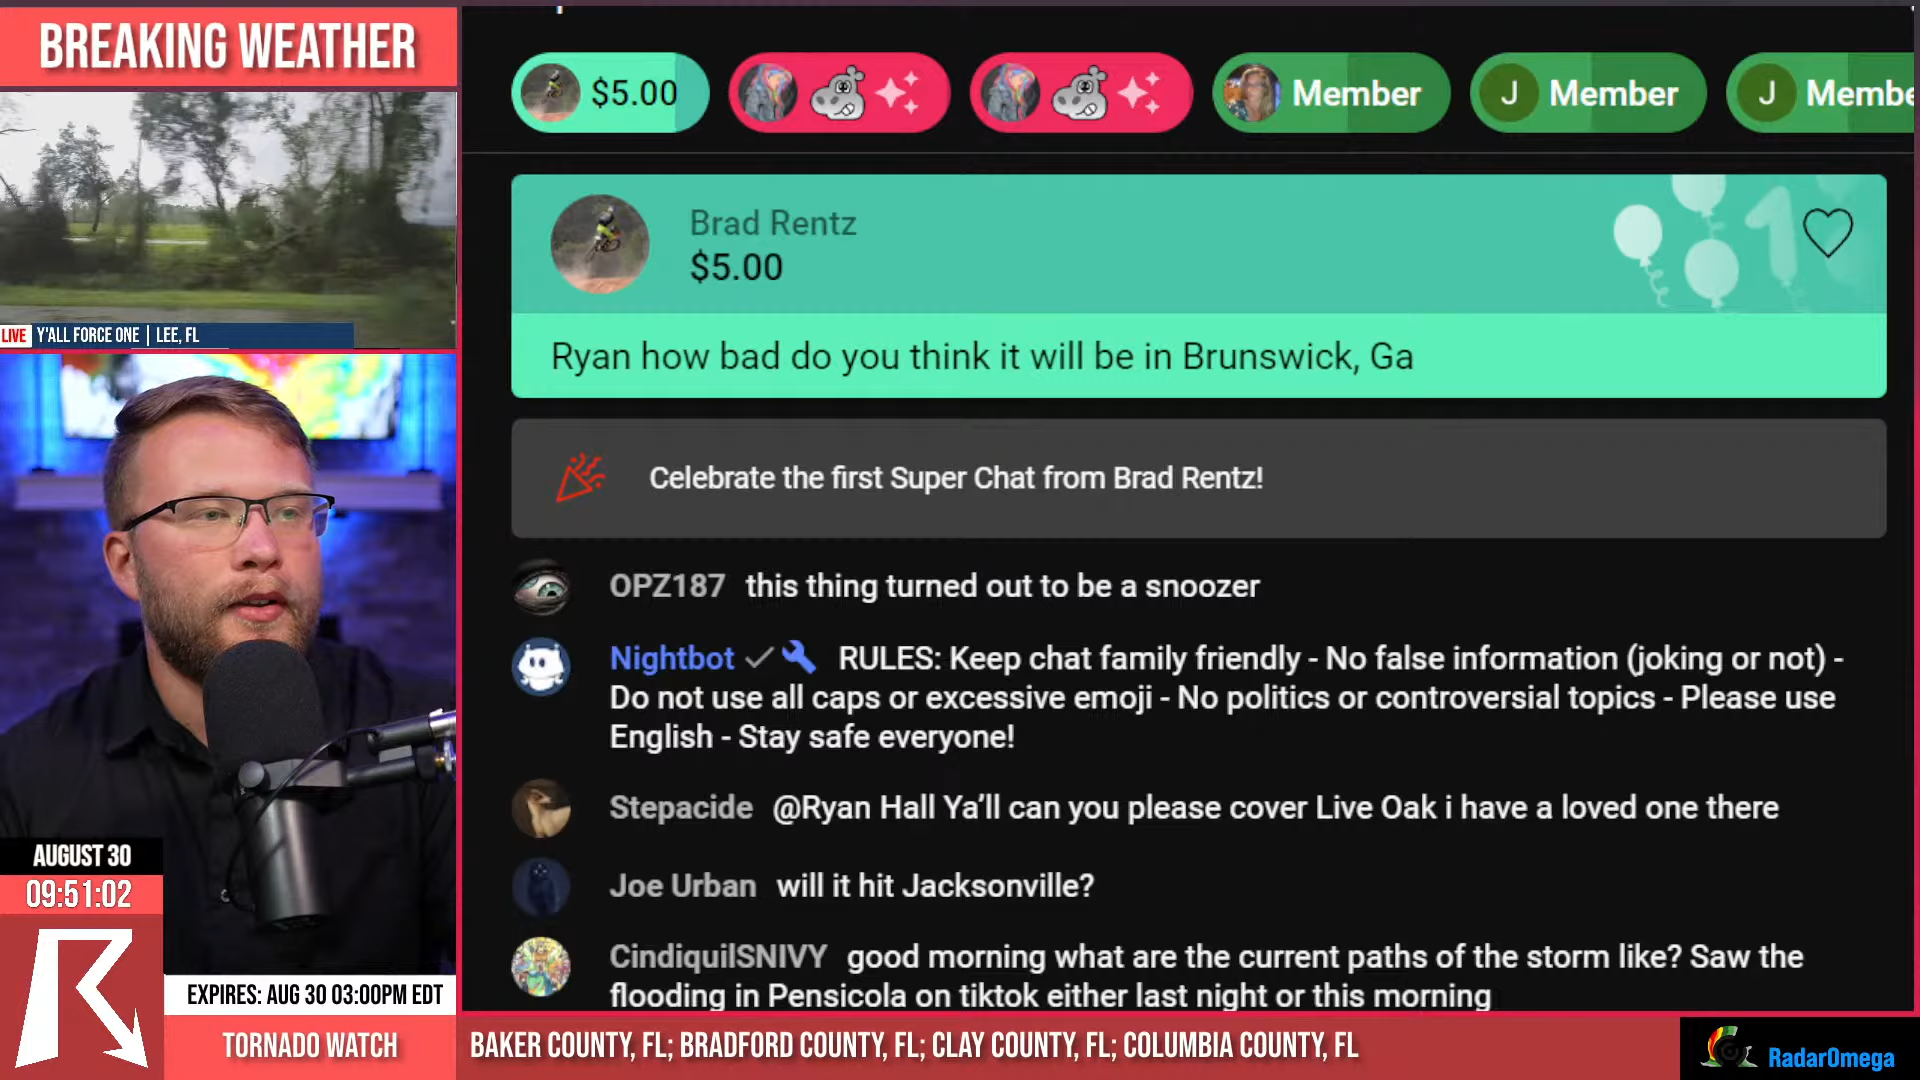 BREAKING WEATHER
LIVE Y'ALL FORCE ONE | LEE, FL
AUGUST 30
09:51:02
EXPIRES: AUG 30 03:00PM EDT
TORNADO WATCH
BAKER COUNTY, FL; BRADFORD COUNTY, FL; CLAY COUNTY, FL; COLUMBIA COUNTY, FL
RadarOmega
$5.00
Member
J Member
J Membe
Brad Rentz
$5.00
1
Ryan how bad do you think it will be in Brunswick, Ga
Celebrate the first Super Chat from Brad Rentz!
OPZ187 this thing turned out to be a snoozer
Nightbot RULES: Keep chat family friendly - No false information (joking or not) -
Do not use all caps or excessive emoji - No politics or controversial topics - Please use
English - Stay safe everyone!
Stepacide @Ryan Hall Ya’ll can you please cover Live Oak i have a loved one there
Joe Urban will it hit Jacksonville?
CindiquilSNIVY good morning what are the current paths of the storm like? Saw the
flooding in Pensicola on tiktok either last night or this morning